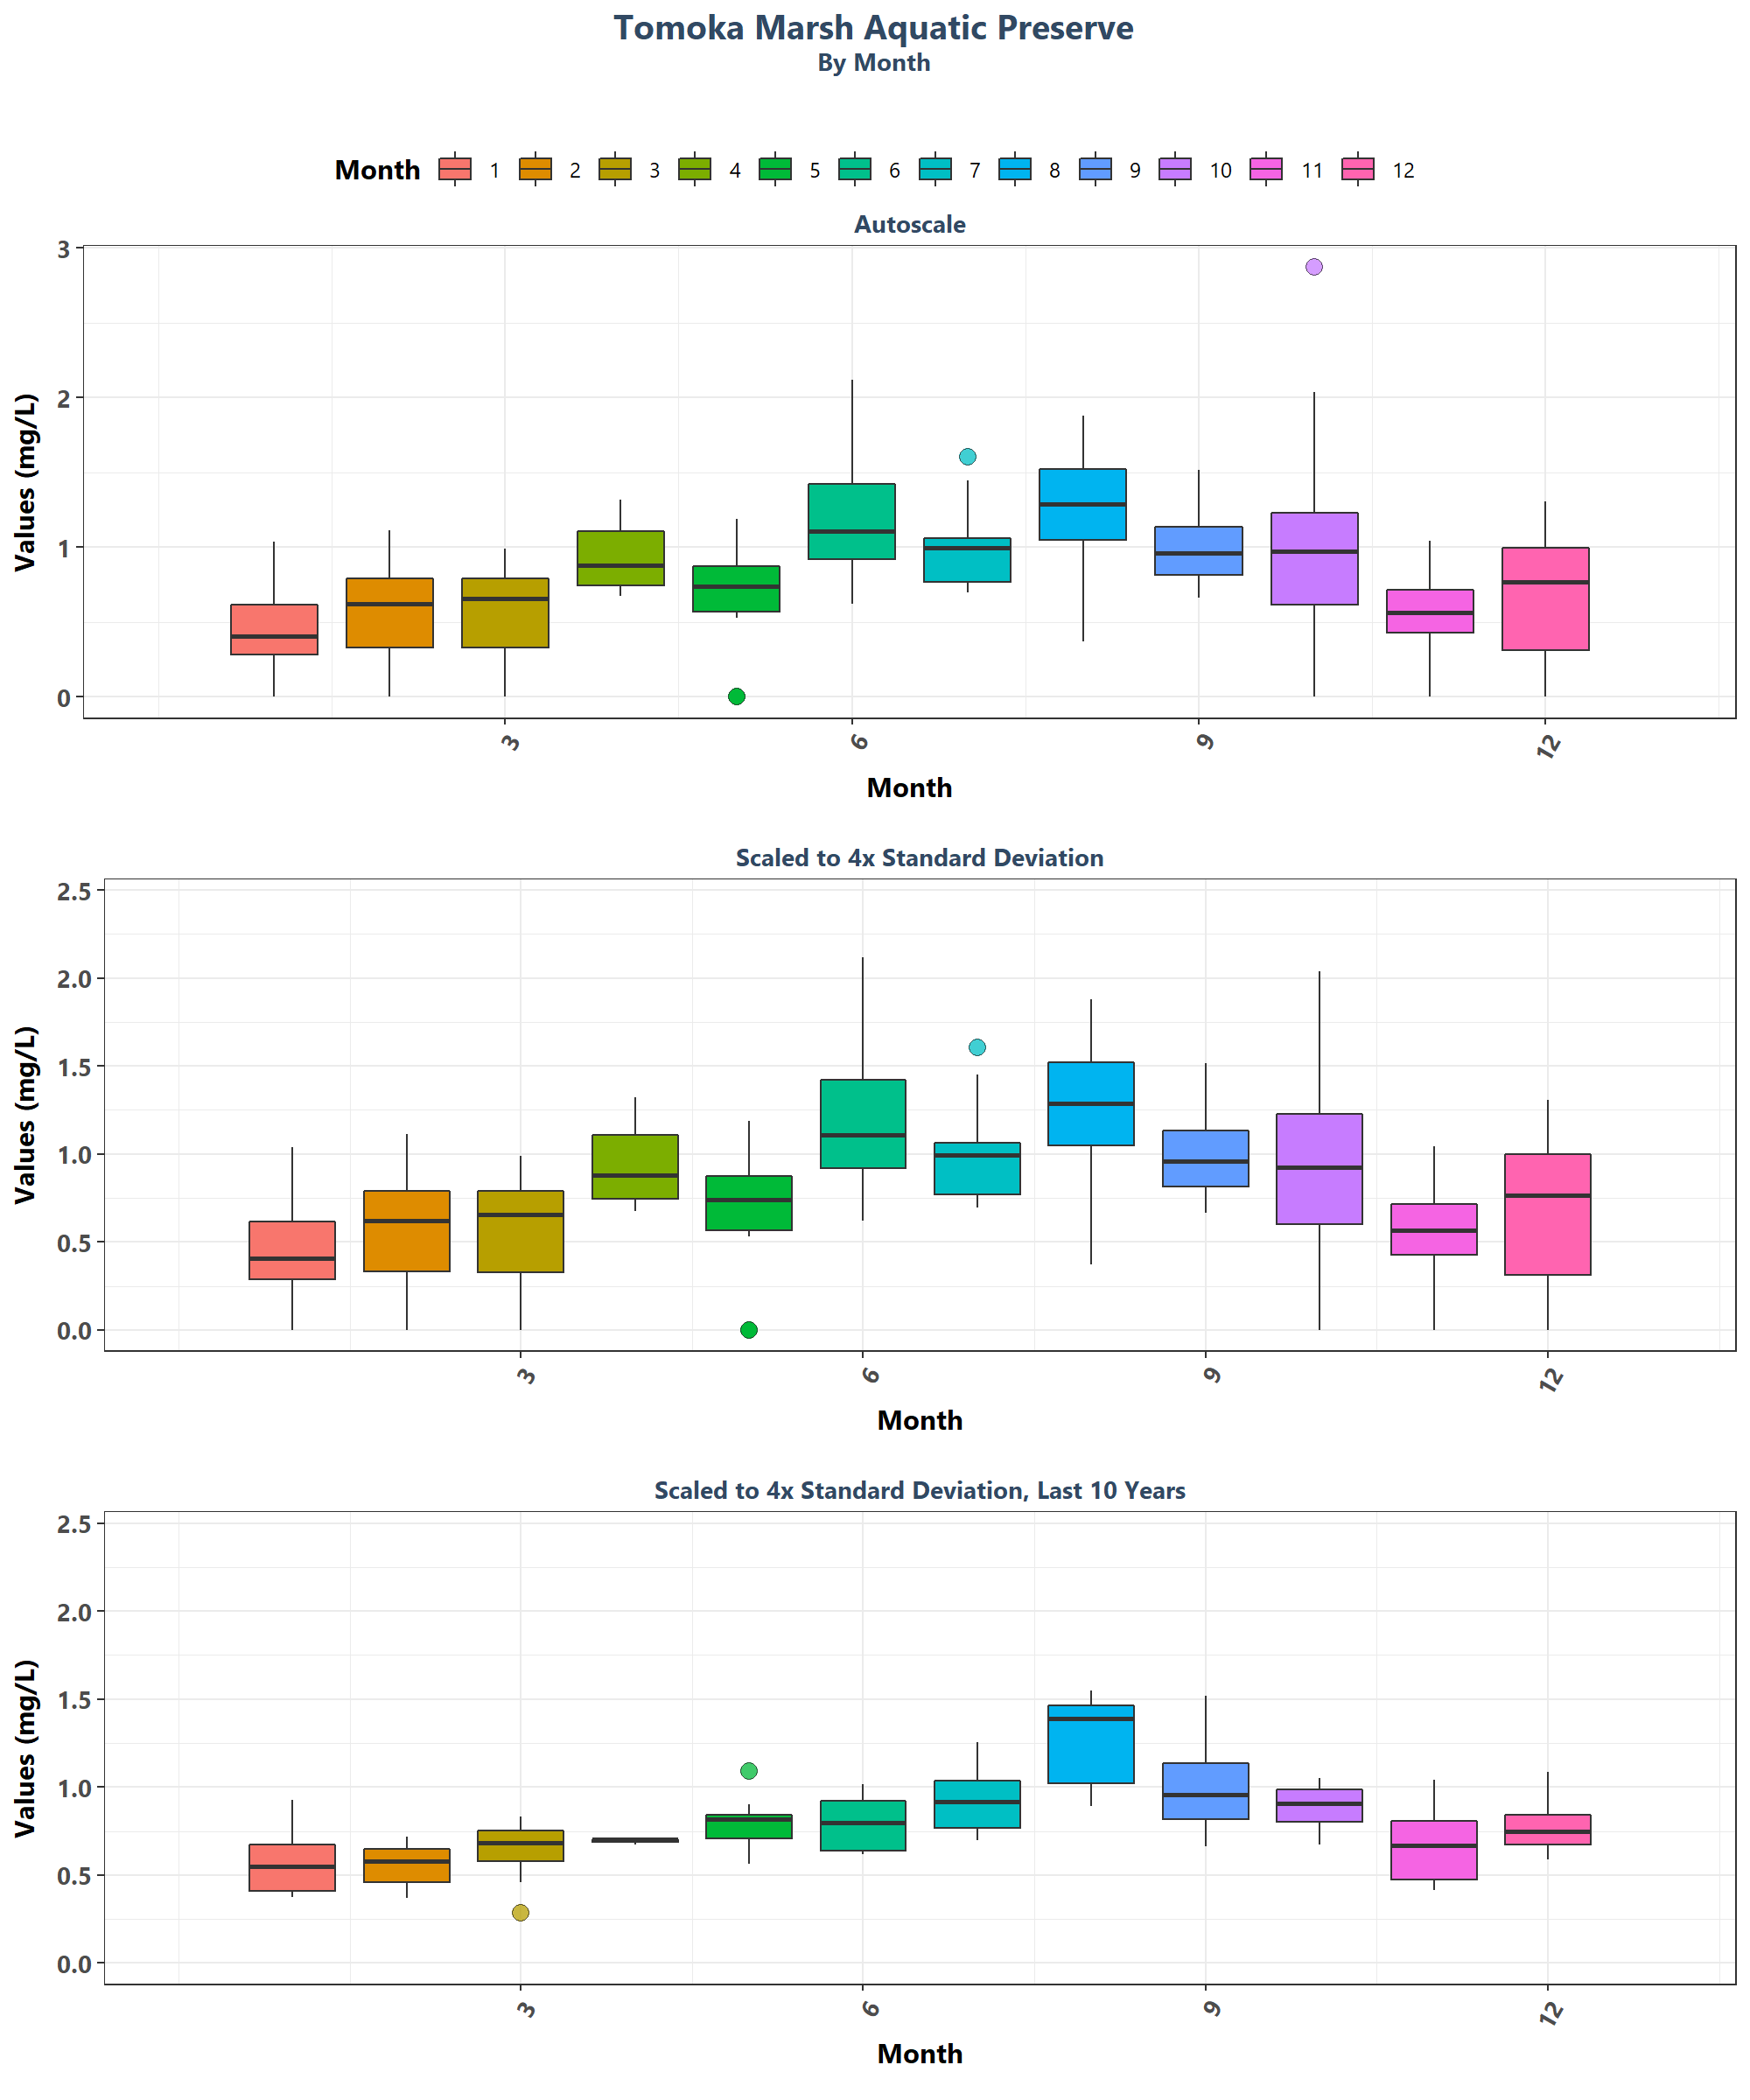 Tomoka Marsh Aquatic Preserve
By Month
Month 1 2 3 4 5 6 7 8 9 10 11 12
Autoscale
Values (mg/L)
3
2
1
0
3 6 9 12
Month
Scaled to 4x Standard Deviation
Values (mg/L)
2.5
2.0
1.5
1.0
0.5
0.0
3 6 9 12
Month
Scaled to 4x Standard Deviation, Last 10 Years
Values (mg/L)
2.5
2.0
1.5
1.0
0.5
0.0
3 6 9 12
Month